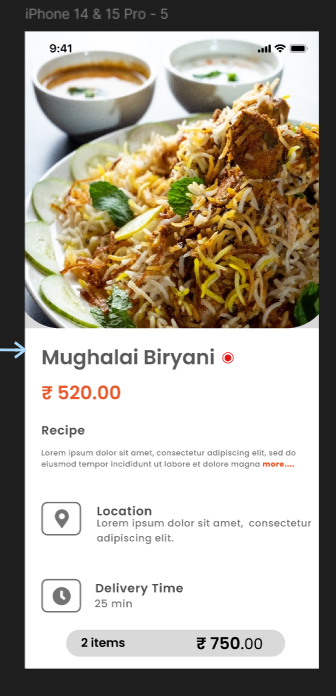 iPhone 14 & 15 Pro - 5
9:41
Mughalai Biryani
₹ 520.00
Recipe
Lorem ipsum dolor sit amet, consectetur adipiscing elit, sed do
eiusmod tempor incididunt ut labore et dolore magna more....
Location
Lorem ipsum dolor sit amet, consectetur
adipiscing elit.
Delivery Time
25 min
2 items ₹ 750.00